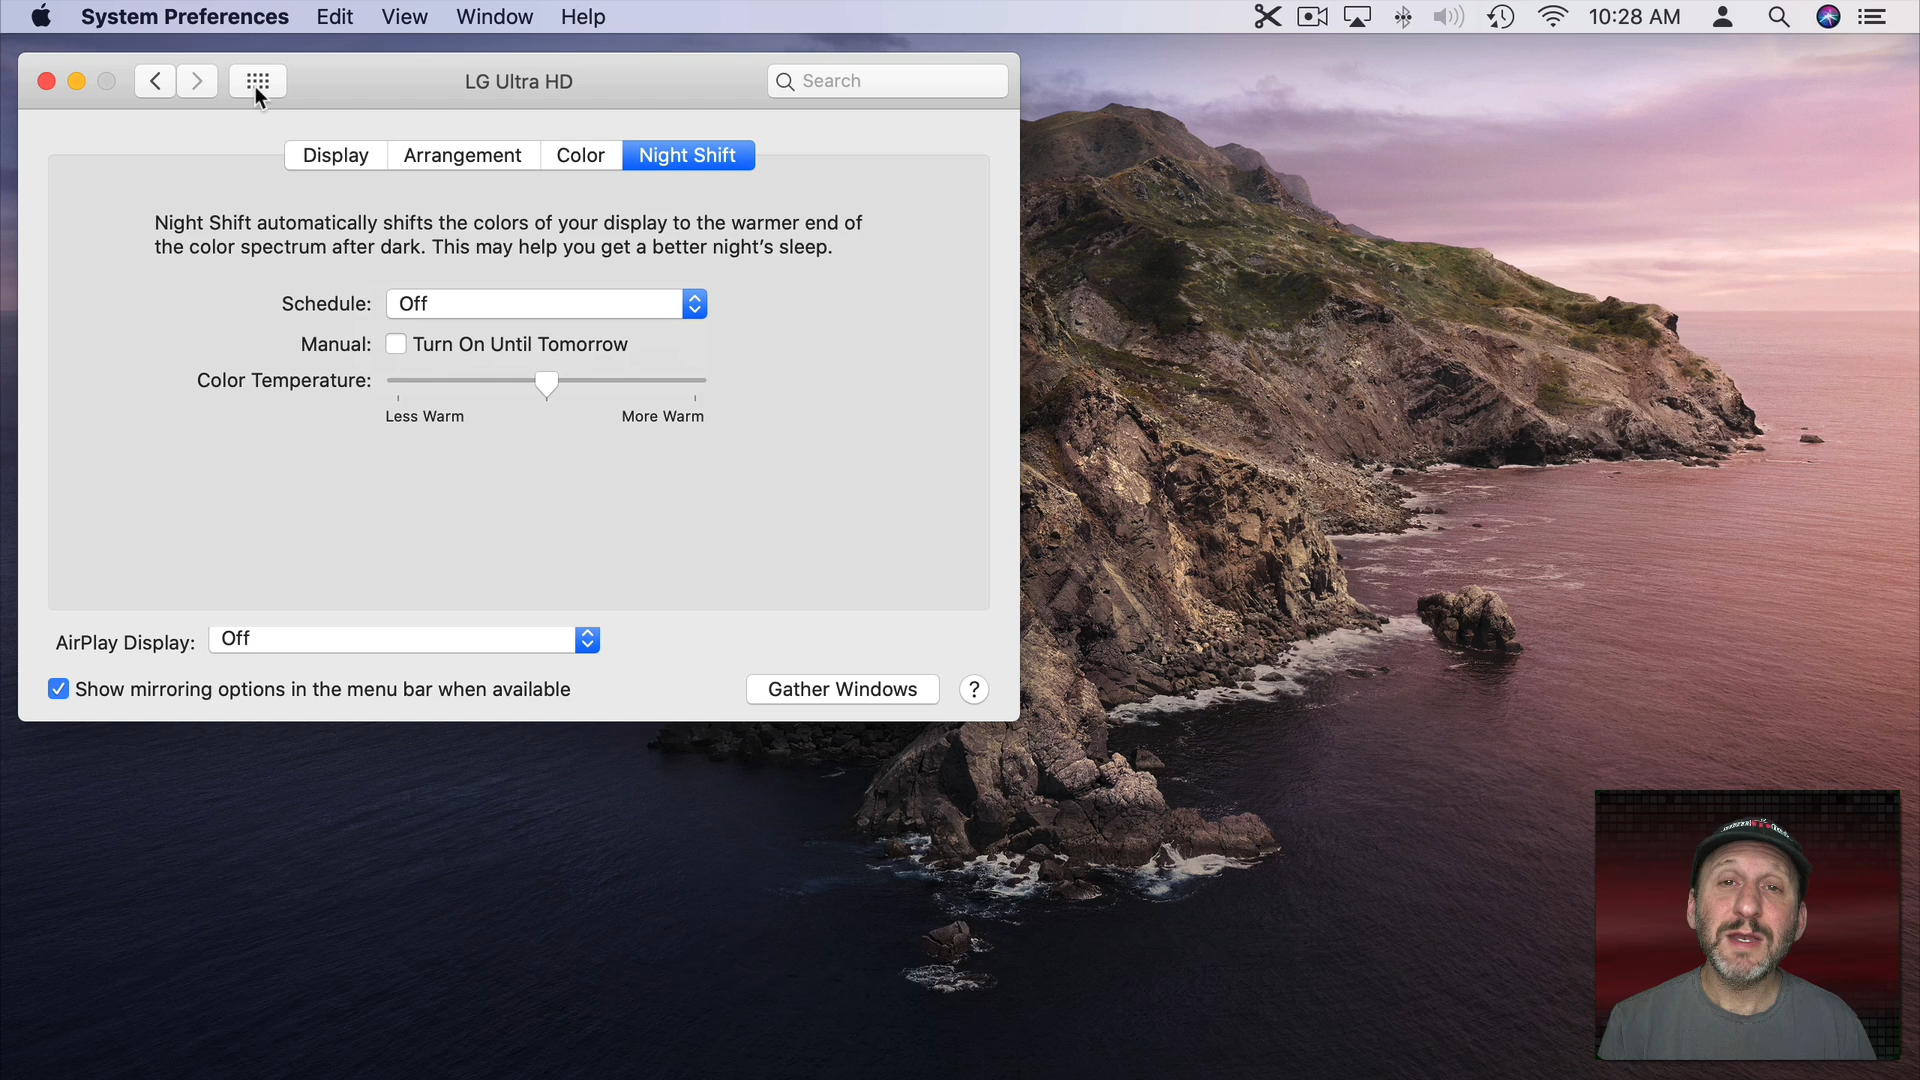 System Preferences Edit View Window Help 10:28 AM
LG Ultra HD
Search
Display Arrangement Color Night Shift
Night Shift automatically shifts the colors of your display to the warmer end of
the color spectrum after dark. This may help you get a better night's sleep.
Schedule: Off
Manual: Turn On Until Tomorrow
Color Temperature:
Less Warm More Warm
AirPlay Display: Off
Show mirroring options in the menu bar when available
Gather Windows ?